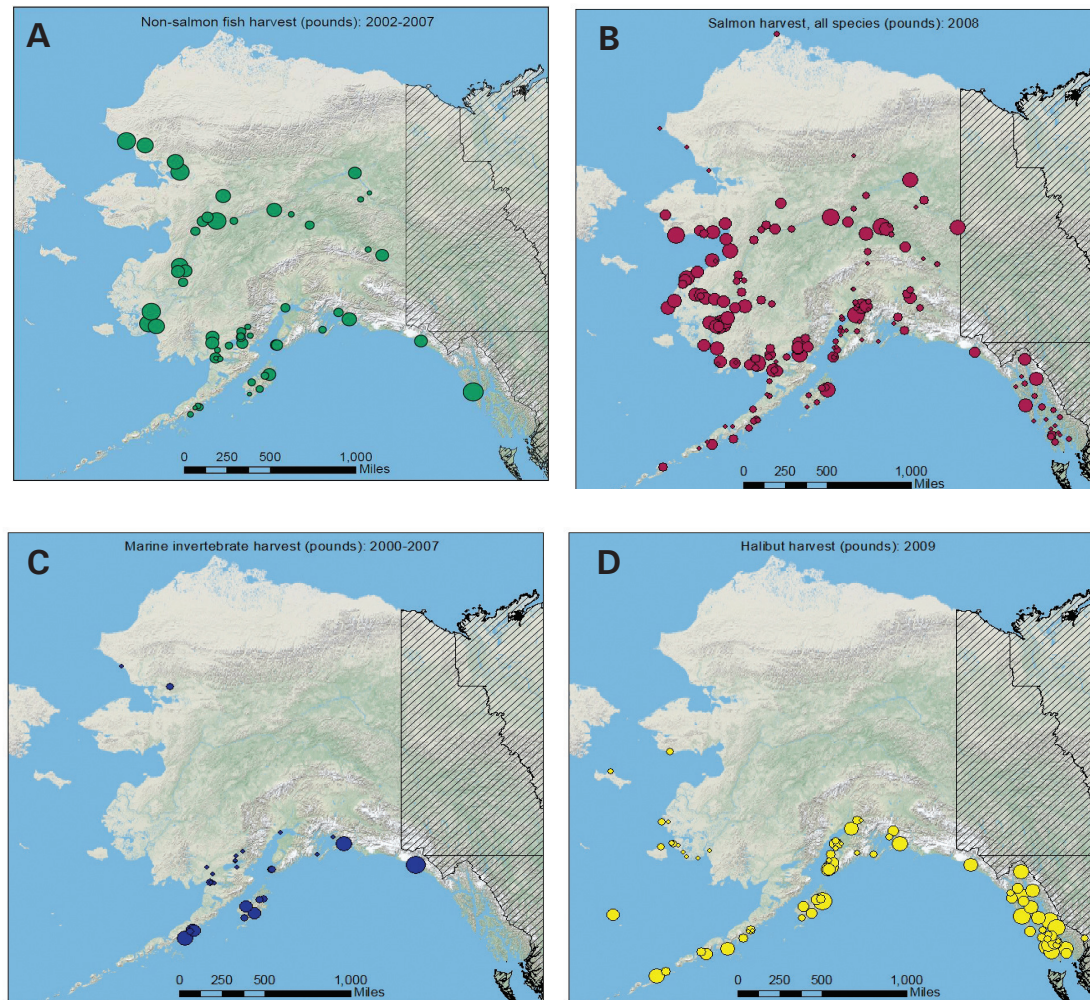 A
Non-salmon fish harvest (pounds): 2002-2007
0 250 500 1,000
Miles
B
Salmon harvest, all species (pounds): 2008
0 250 500 1,000
Miles
C
Marine invertebrate harvest (pounds): 2000-2007
0 250 500 1,000
Miles
D
Halibut harvest (pounds): 2009
0 250 500 1,000
Miles